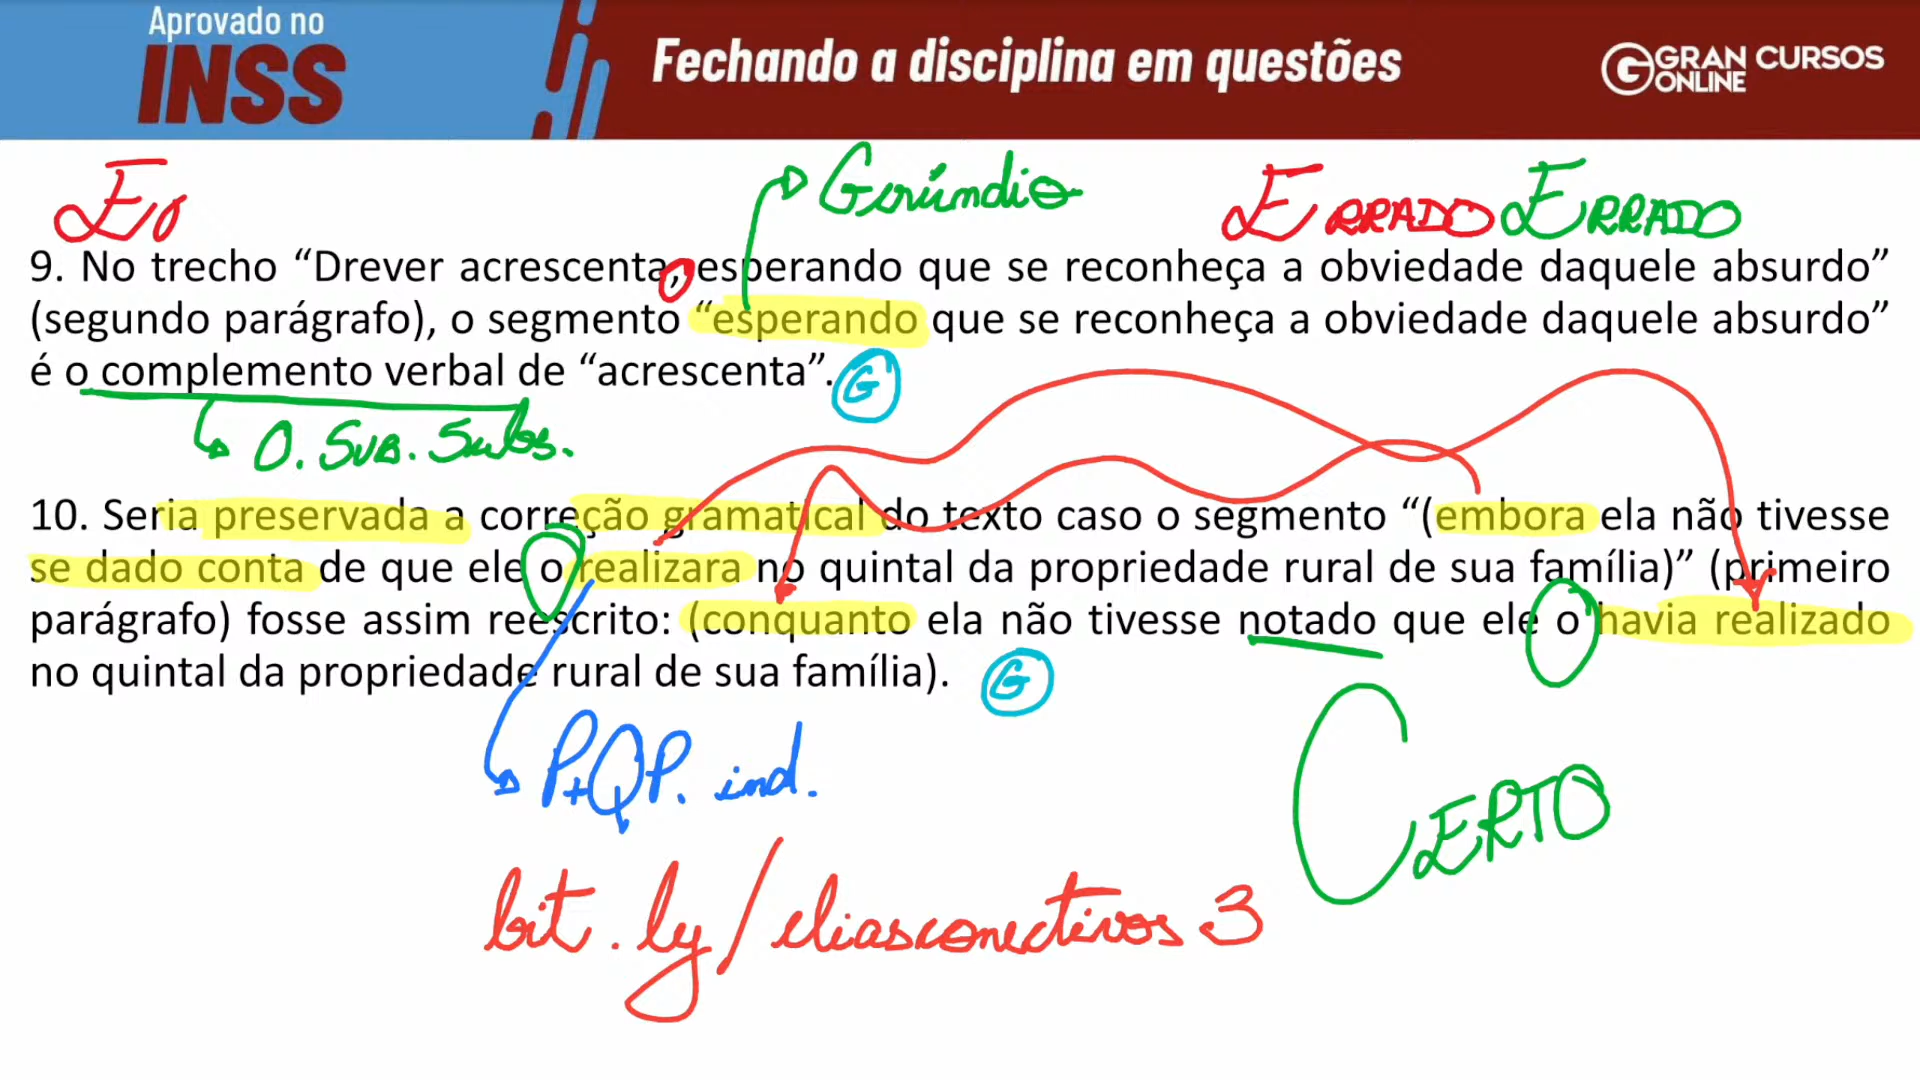 Aprovado no
INSS
Fechando a disciplina em questões
GRAN CURSOS
ONLINE
Gerúndio
ERRADO ERRADO
9. No trecho “Drever acrescenta, esperando que se reconheça a obviedade daquele absurdo”
(segundo parágrafo), o segmento “esperando que se reconheça a obviedade daquele absurdo”
é o complemento verbal de “acrescenta”. G
O. SUB. Subs.
10. Seria preservada a correção gramatical do texto caso o segmento “(embora ela não tivesse
se dado conta de que ele o realizara no quintal da propriedade rural de sua família)” (primeiro
parágrafo) fosse assim reescrito: (conquanto ela não tivesse notado que ele o havia realizado
no quintal da propriedade rural de sua família). G
P+QP. ind.
CERTO
bit.ly/eliasconectivos3